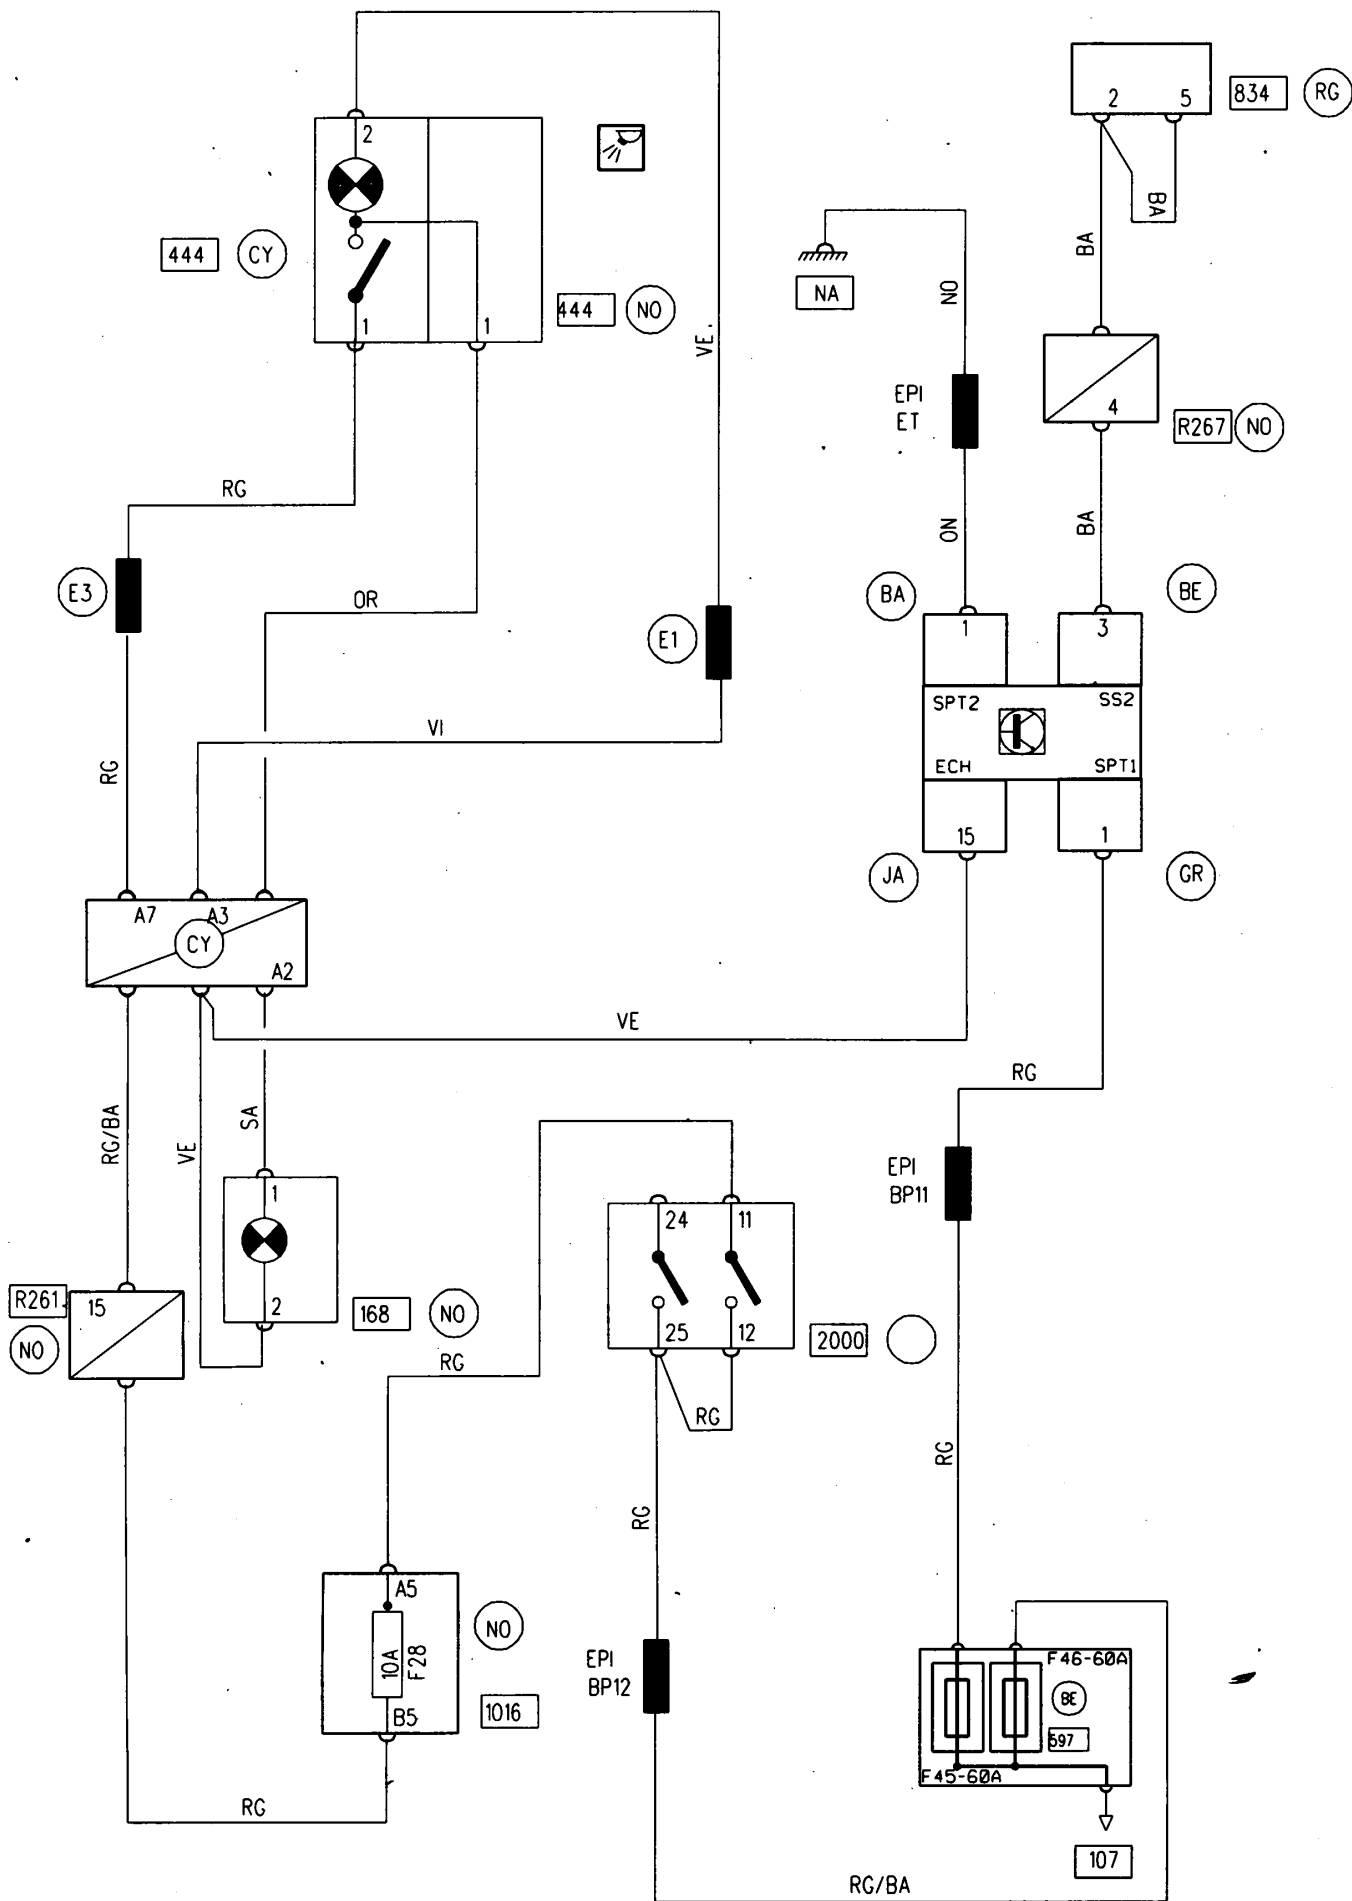 2
5
834
RG
BA
BA
444
CY
444
NO
1
1
VE.
NA
NO
EPI
ET
4
R267
NO
RG
ON
BA
E3
OR
E1
BA
BE
1
3
SPT2
SS2
VI
RG
ECH
SPT1
15
1
JA
GR
A7
A3
CY
A2
VE
RG
RG/BA
VE
SA
EPI
BP11
1
24
11
R261
15
2
168
NO
25
12
2000
NO
RG
RG
RG
RG
A5
NO
10A
F28
EPI
BP12
F46-60A
BE
B5
1016
597
F45-60A
RG
107
RG/BA
2